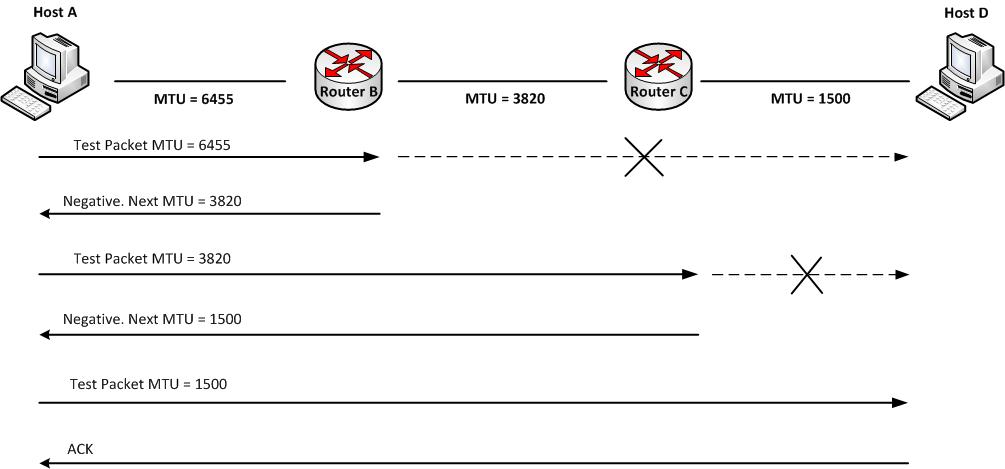 Host A
Host D
Router B
Router C
MTU = 6455
MTU = 3820
MTU = 1500
Test Packet MTU = 6455
Negative. Next MTU = 3820
Test Packet MTU = 3820
Negative. Next MTU = 1500
Test Packet MTU = 1500
ACK